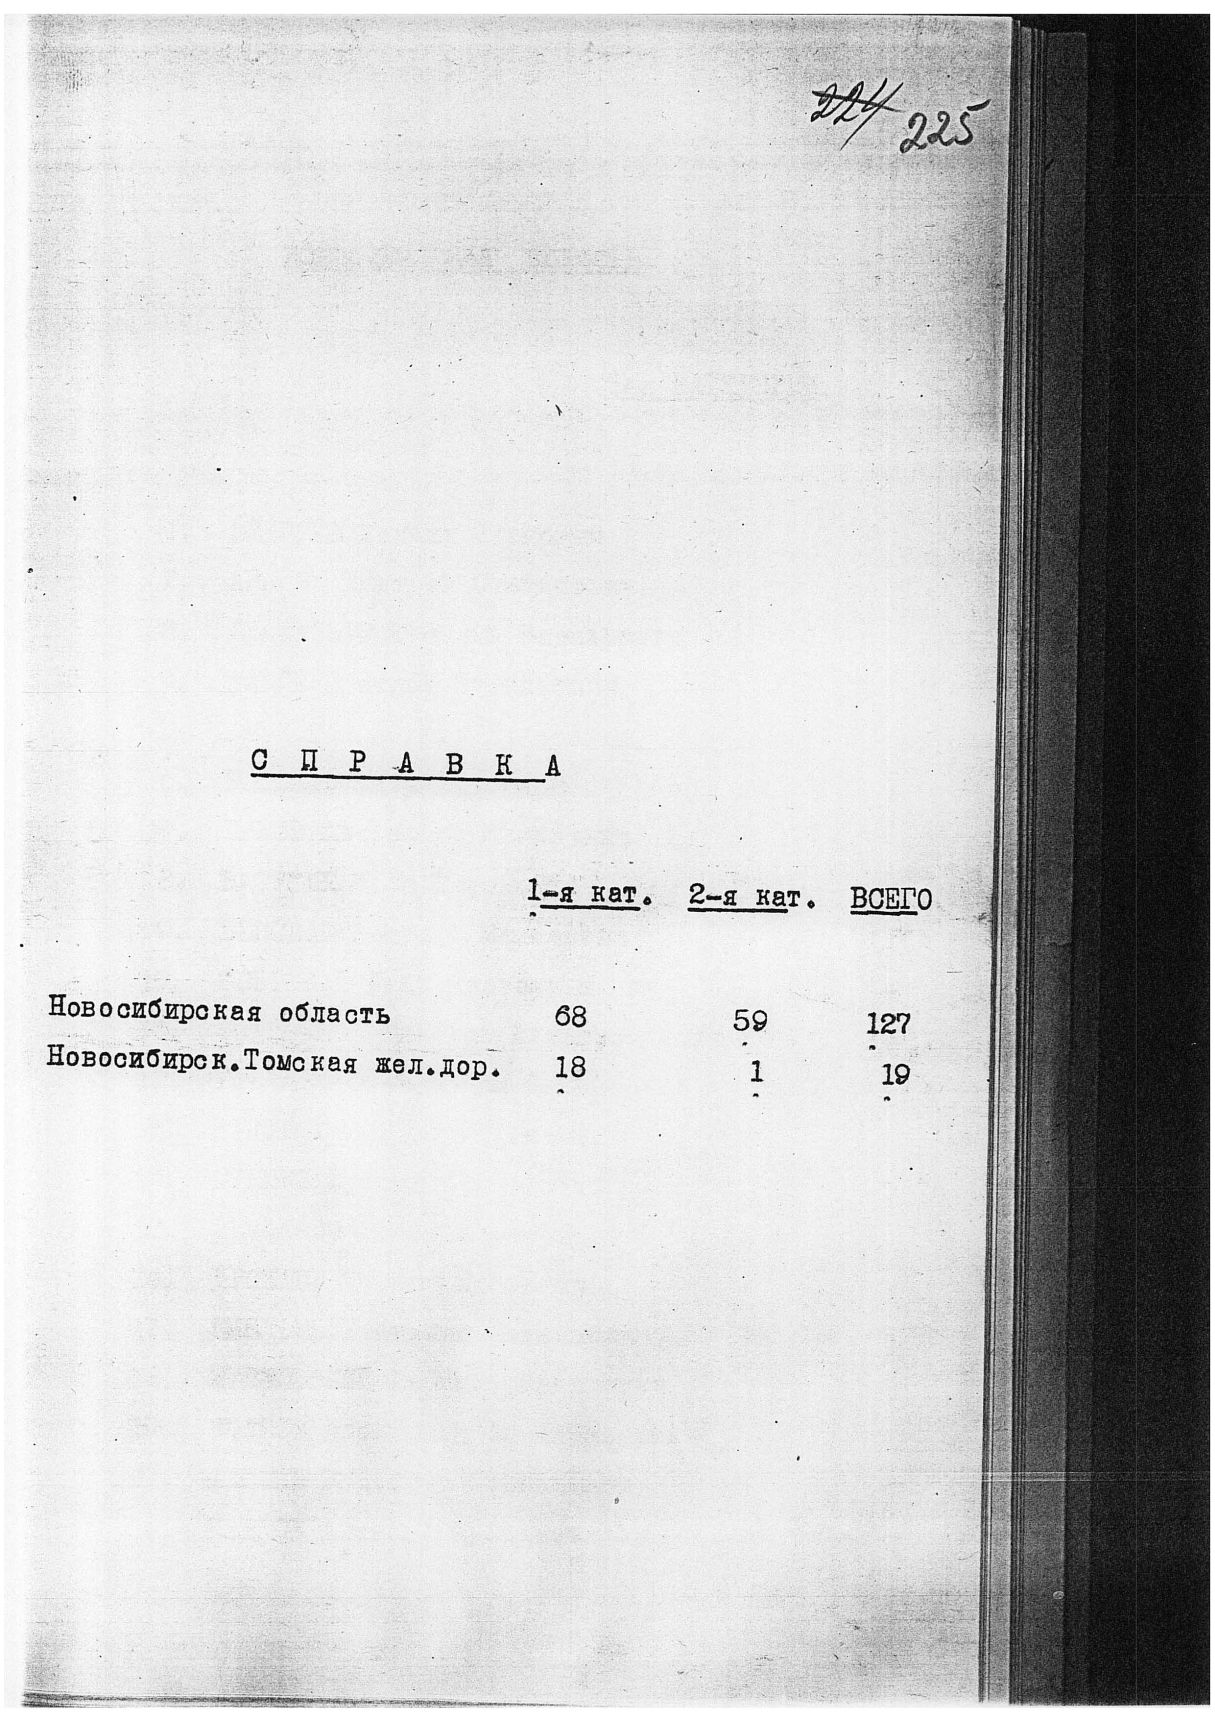 224 225
С П Р А В К А
1-я кат. 2-я кат. ВСЕГО
Новосибирская область 68 59 127
Новосибирск.Томская жел.дор. 18 1 19